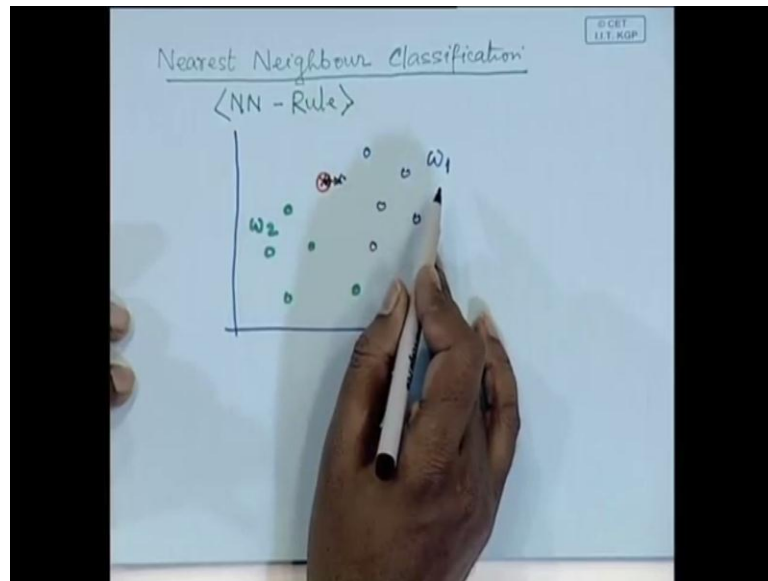 © CET
I.I.T. KGP
Nearest Neighbour Classification
<NN - Rule>
ω1
ω2